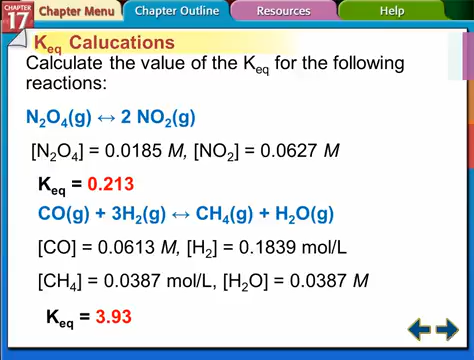 CHAPTER
17
Chapter Menu
Chapter Outline
Resources
Help
Keq Calucations
Calculate the value of the Keq for the following
reactions:
N₂O₄(g) ↔ 2 NO₂(g)
[N₂O₄] = 0.0185 M, [NO₂] = 0.0627 M
Keq = 0.213
CO(g) + 3H₂(g) ↔ CH₄(g) + H₂O(g)
[CO] = 0.0613 M, [H₂] = 0.1839 mol/L
[CH₄] = 0.0387 mol/L, [H₂O] = 0.0387 M
Keq = 3.93